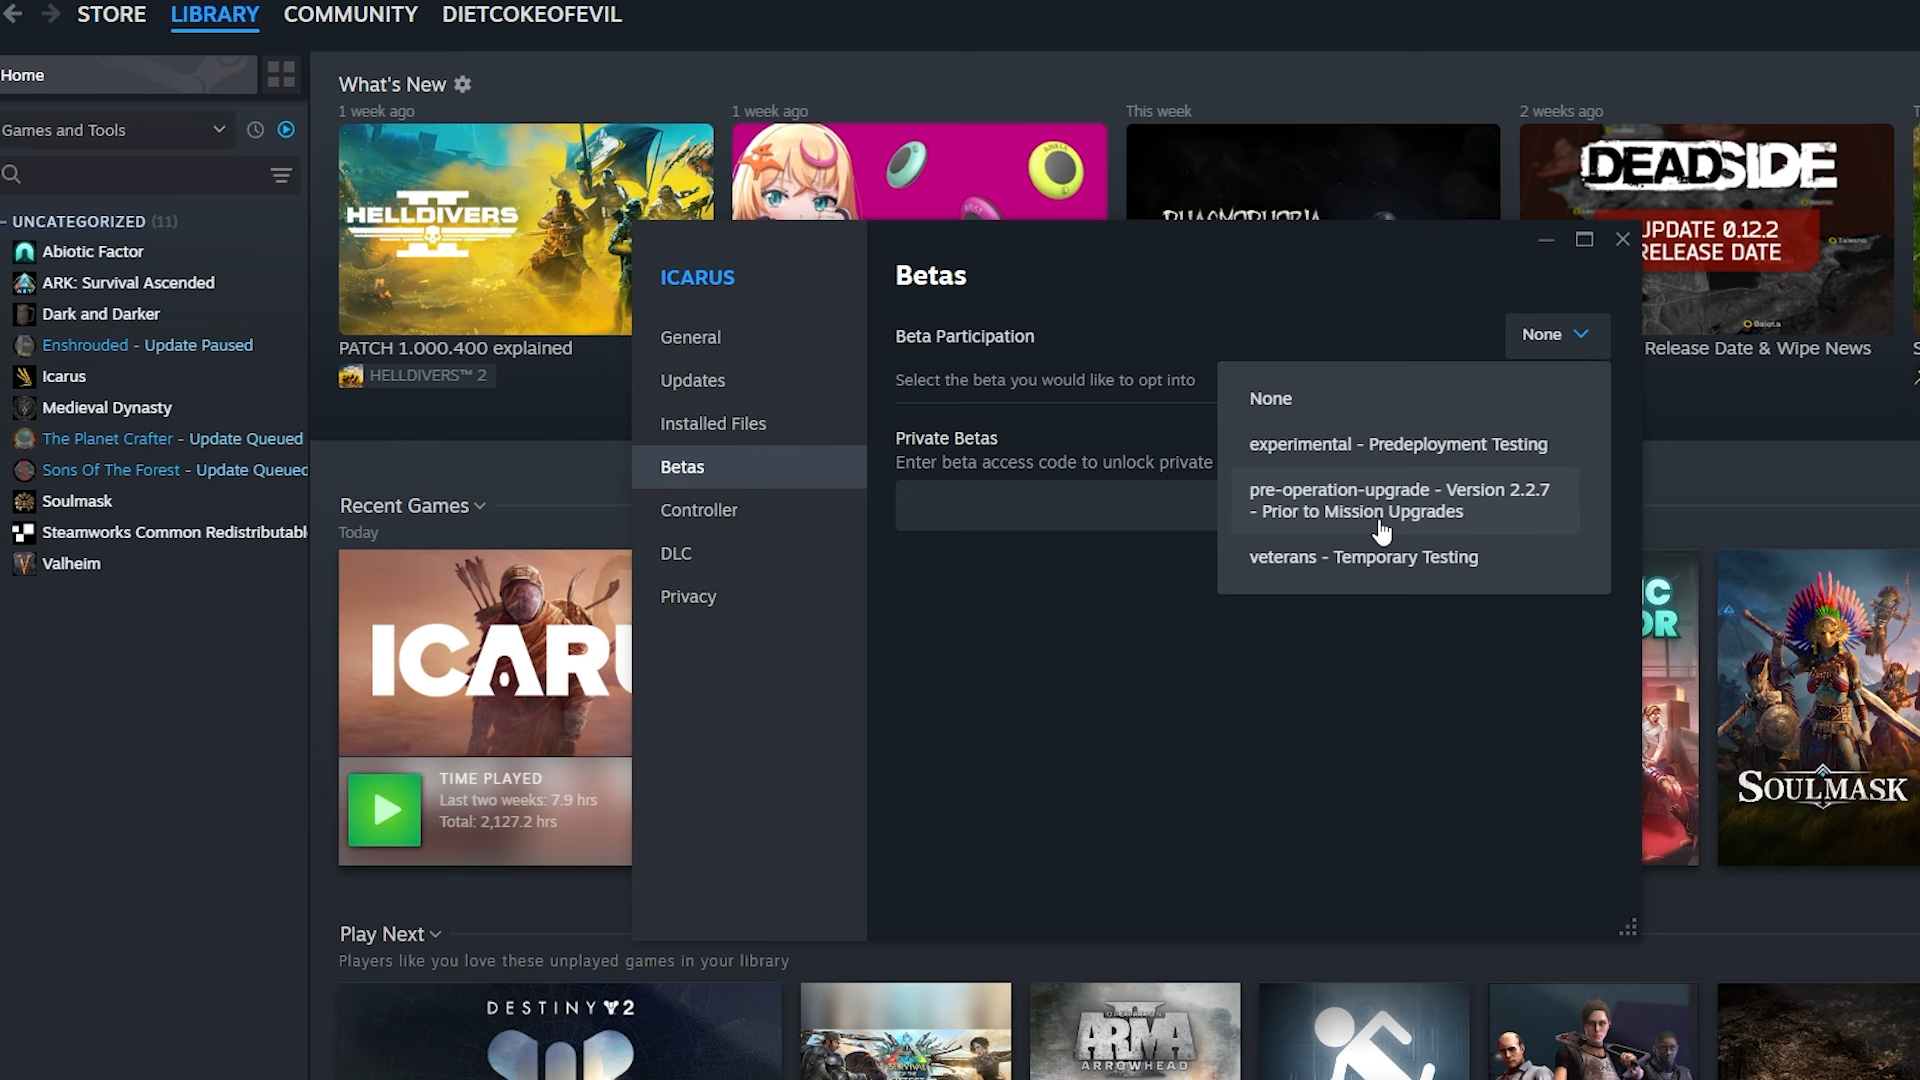 STORE LIBRARY COMMUNITY DIETCOKEOFEVIL
Home
Games and Tools
UNCATEGORIZED (11)
Abiotic Factor
ARK: Survival Ascended
Dark and Darker
Enshrouded - Update Paused
Icarus
Medieval Dynasty
The Planet Crafter - Update Queued
Sons Of The Forest - Update Queued
Soulmask
Steamworks Common Redistributabl
Valheim
What's New
1 week ago
HELLDIVERS
II
PATCH 1.000.400 explained
HELLDIVERS™ 2
1 week ago
ANKLE
This week
PHASMOPHOBIA
2 weeks ago
DEADSIDE
UPDATE 0.12.2
RELEASE DATE
Release Date & Wipe News
ICARUS
General
Updates
Installed Files
Betas
Controller
DLC
Privacy
Betas
Beta Participation
None
Select the beta you would like to opt into
Private Betas
Enter beta access code to unlock private
None
experimental - Predeployment Testing
pre-operation-upgrade - Version 2.2.7
- Prior to Mission Upgrades
veterans - Temporary Testing
Recent Games
Today
ICARU
TIME PLAYED
Last two weeks: 7.9 hrs
Total: 2,127.2 hrs
IC
OR
SOULMASK
Play Next
Players like you love these unplayed games in your library
DESTINY 2
ARMA
ARROWHEAD